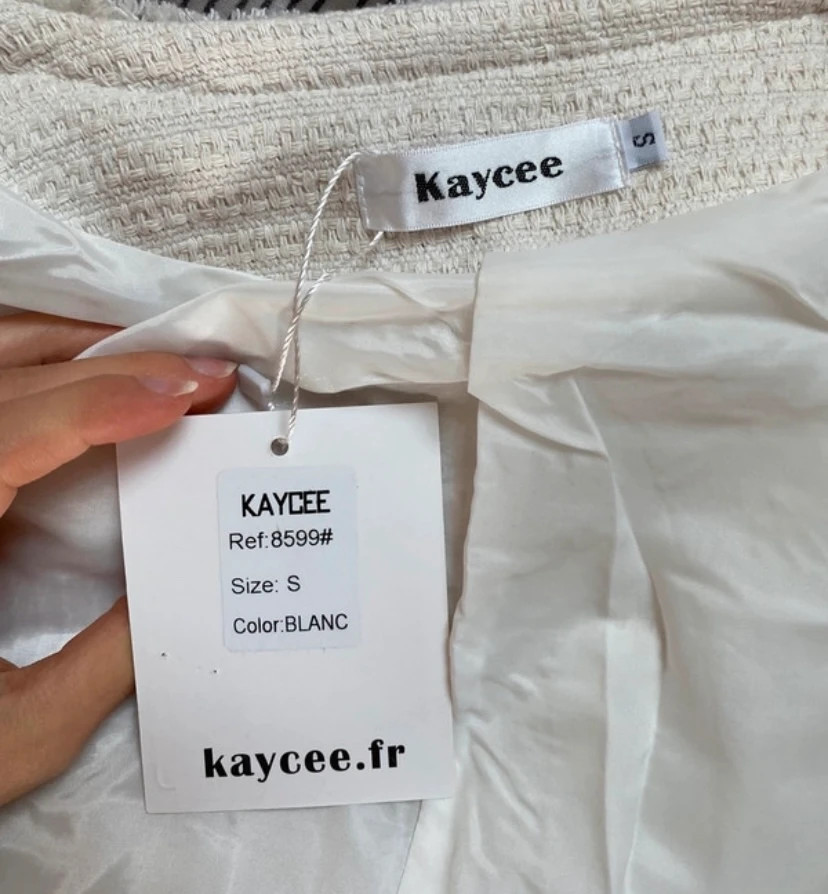 Kaycee
S
KAYCEE
Ref:8599#
Size: S
Color:BLANC
kaycee.fr